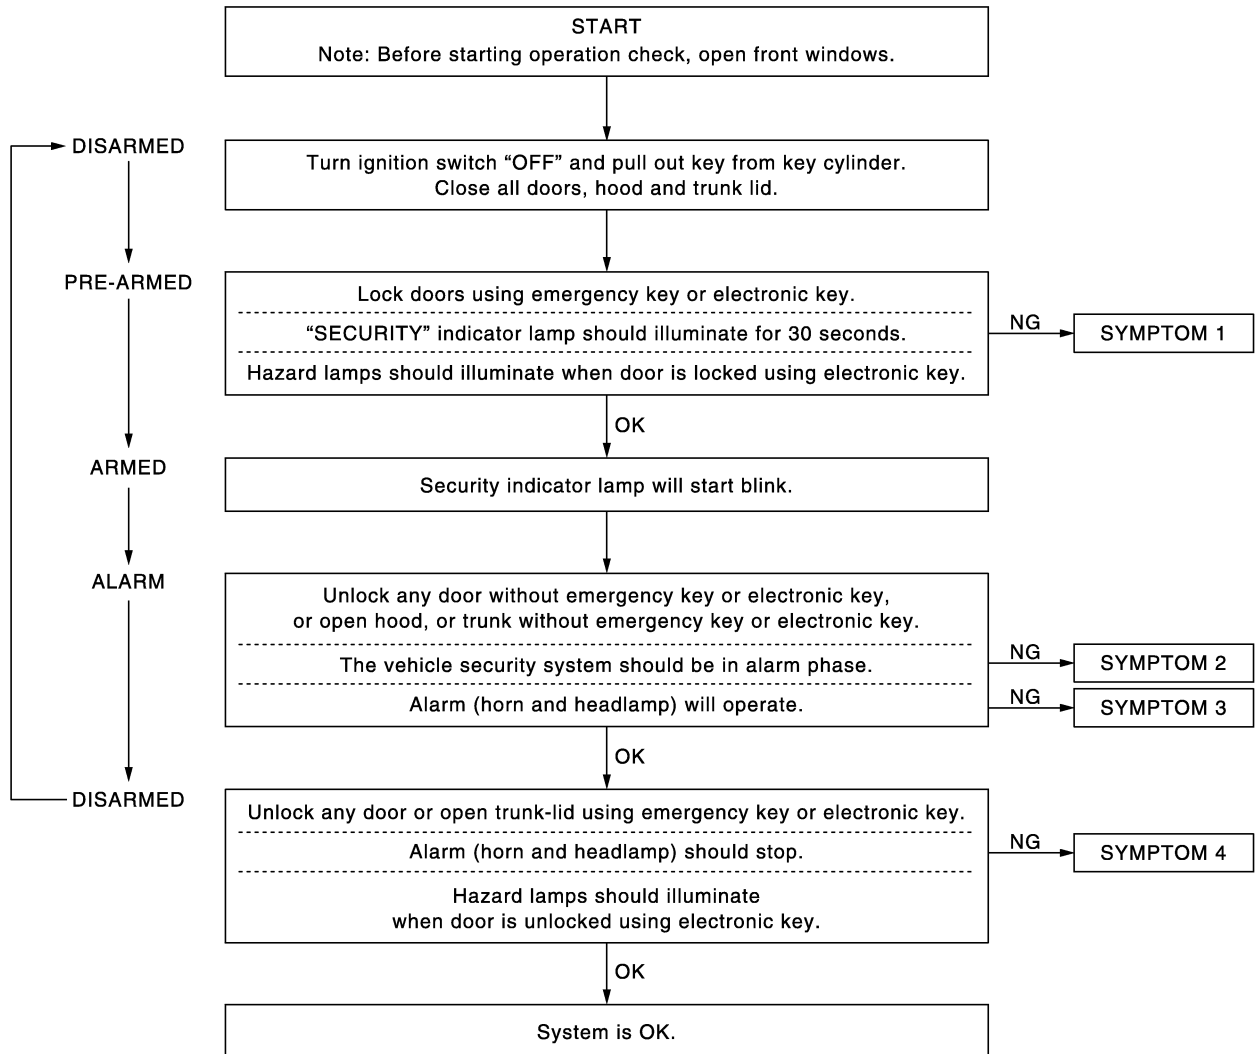 START
Note: Before starting operation check, open front windows.
DISARMED
Turn ignition switch “OFF” and pull out key from key cylinder.
Close all doors, hood and trunk lid.
PRE-ARMED
Lock doors using emergency key or electronic key.
“SECURITY” indicator lamp should illuminate for 30 seconds.
NG
SYMPTOM 1
Hazard lamps should illuminate when door is locked using electronic key.
OK
ARMED
Security indicator lamp will start blink.
ALARM
Unlock any door without emergency key or electronic key,
or open hood, or trunk without emergency key or electronic key.
The vehicle security system should be in alarm phase.
NG
SYMPTOM 2
Alarm (horn and headlamp) will operate.
NG
SYMPTOM 3
OK
DISARMED
Unlock any door or open trunk-lid using emergency key or electronic key.
Alarm (horn and headlamp) should stop.
NG
SYMPTOM 4
Hazard lamps should illuminate
when door is unlocked using electronic key.
OK
System is OK.